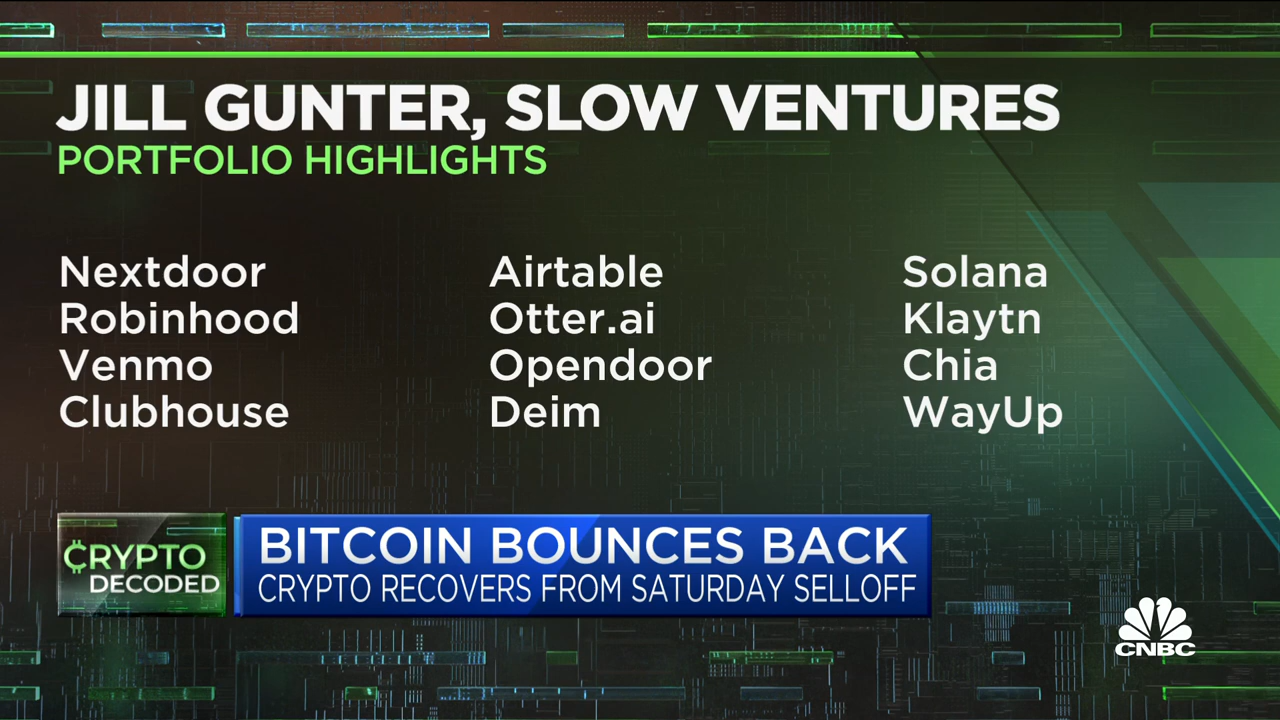 JILL GUNTER, SLOW VENTURES
PORTFOLIO HIGHLIGHTS
Nextdoor
Robinhood
Venmo
Clubhouse
Airtable
Otter.ai
Opendoor
Deim
Solana
Klaytn
Chia
WayUp
₿RYPTO
DECODED
BITCOIN BOUNCES BACK
CRYPTO RECOVERS FROM SATURDAY SELLOFF
CNBC